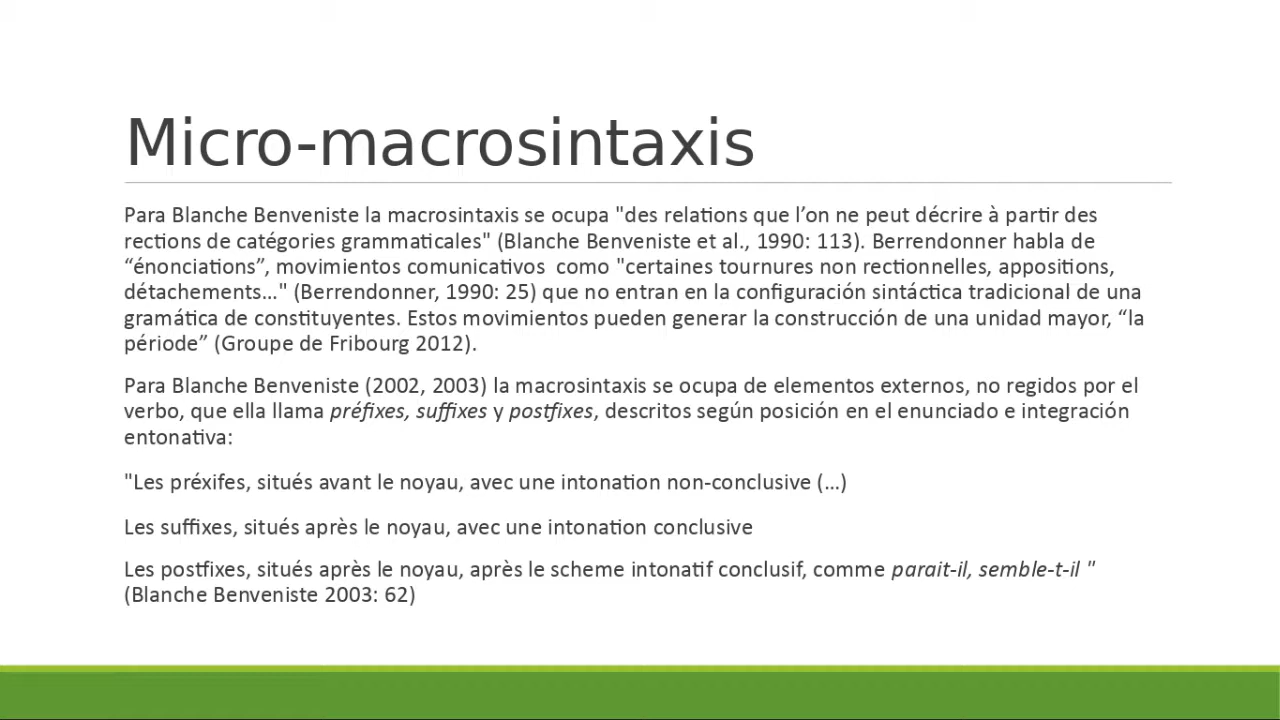 Micro-macrosintaxis
Para Blanche Benveniste la macrosintaxis se ocupa "des relations que l’on ne peut décrire à partir des
rections de catégories grammaticales" (Blanche Benveniste et al., 1990: 113). Berrendonner habla de
“énonciations”, movimientos comunicativos  como "certaines tournures non rectionnelles, appositions,
détachements…" (Berrendonner, 1990: 25) que no entran en la configuración sintáctica tradicional de una
gramática de constituyentes. Estos movimientos pueden generar la construcción de una unidad mayor, “la
période” (Groupe de Fribourg 2012).
Para Blanche Benveniste (2002, 2003) la macrosintaxis se ocupa de elementos externos, no regidos por el
verbo, que ella llama préfixes, suffixes y postfixes, descritos según posición en el enunciado e integración
entonativa:
"Les préxifes, situés avant le noyau, avec une intonation non-conclusive (…)
Les suffixes, situés après le noyau, avec une intonation conclusive
Les postfixes, situés après le noyau, après le scheme intonatif conclusif, comme parait-il, semble-t-il "
(Blanche Benveniste 2003: 62)